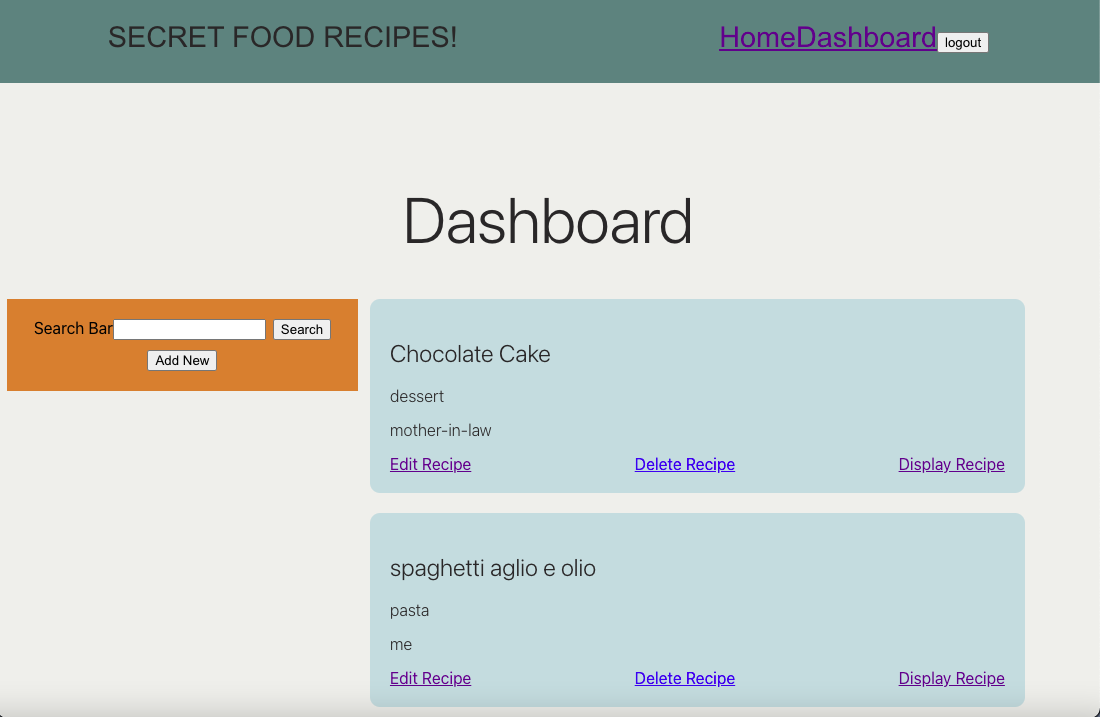 SECRET FOOD RECIPES!
HomeDashboard logout
Dashboard
Search Bar Search
Add New
Chocolate Cake
dessert
mother-in-law
Edit Recipe Delete Recipe Display Recipe
spaghetti aglio e olio
pasta
me
Edit Recipe Delete Recipe Display Recipe